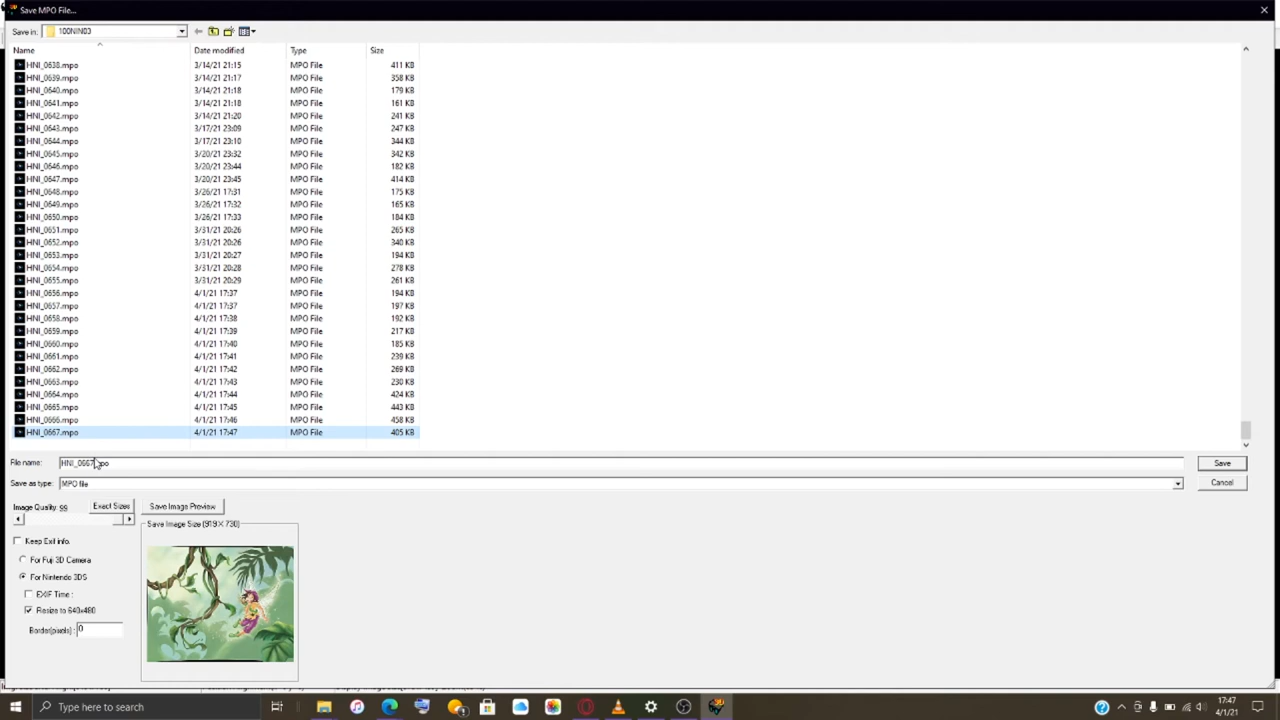 Save MPO File...
Save in: 100NIN03
Name Date modified Type Size
HNI_0638.mpo 3/14/21 21:15 MPO File 411 KB
HNI_0639.mpo 3/14/21 21:17 MPO File 358 KB
HNI_0640.mpo 3/14/21 21:18 MPO File 179 KB
HNI_0641.mpo 3/14/21 21:18 MPO File 161 KB
HNI_0642.mpo 3/14/21 21:20 MPO File 241 KB
HNI_0643.mpo 3/17/21 23:09 MPO File 247 KB
HNI_0644.mpo 3/17/21 23:10 MPO File 344 KB
HNI_0645.mpo 3/20/21 23:32 MPO File 342 KB
HNI_0646.mpo 3/20/21 23:44 MPO File 182 KB
HNI_0647.mpo 3/20/21 23:45 MPO File 414 KB
HNI_0648.mpo 3/26/21 17:31 MPO File 175 KB
HNI_0649.mpo 3/26/21 17:32 MPO File 165 KB
HNI_0650.mpo 3/26/21 17:33 MPO File 184 KB
HNI_0651.mpo 3/31/21 20:26 MPO File 265 KB
HNI_0652.mpo 3/31/21 20:26 MPO File 340 KB
HNI_0653.mpo 3/31/21 20:27 MPO File 194 KB
HNI_0654.mpo 3/31/21 20:28 MPO File 278 KB
HNI_0655.mpo 3/31/21 20:29 MPO File 261 KB
HNI_0656.mpo 4/1/21 17:37 MPO File 194 KB
HNI_0657.mpo 4/1/21 17:37 MPO File 197 KB
HNI_0658.mpo 4/1/21 17:38 MPO File 192 KB
HNI_0659.mpo 4/1/21 17:39 MPO File 217 KB
HNI_0660.mpo 4/1/21 17:40 MPO File 185 KB
HNI_0661.mpo 4/1/21 17:41 MPO File 239 KB
HNI_0662.mpo 4/1/21 17:42 MPO File 269 KB
HNI_0663.mpo 4/1/21 17:43 MPO File 230 KB
HNI_0664.mpo 4/1/21 17:44 MPO File 424 KB
HNI_0665.mpo 4/1/21 17:45 MPO File 443 KB
HNI_0666.mpo 4/1/21 17:46 MPO File 458 KB
HNI_0667.mpo 4/1/21 17:47 MPO File 405 KB
File name: HNI_0667.mpo Save
Save as type: MPO file Cancel
Image Quality: 99 Exact Sizes Save Image Preview
Save Image Size (919 X 730)
Keep Exif info.
For Fuji 3D Camera
For Nintendo 3DS
EXIF Time :
Resize to 640x480
Border(pixels) : 0
Type here to search
17:47
4/1/21